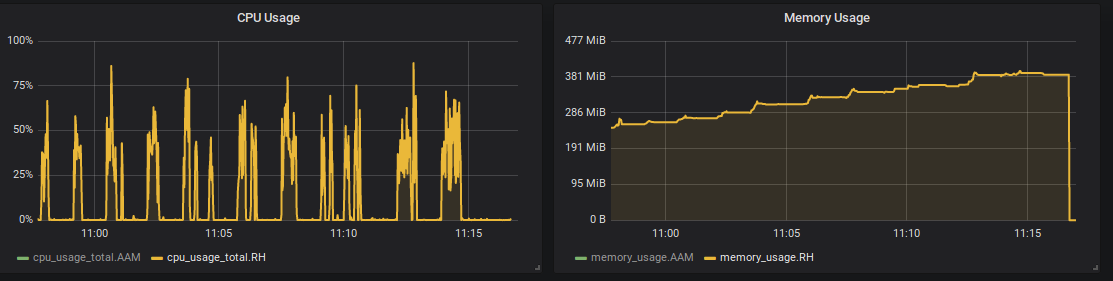 CPU Usage
100%
75%
50%
25%
0%
11:00 11:05 11:10 11:15
cpu_usage_total.AAM cpu_usage_total.RH
Memory Usage
477 MiB
381 MiB
286 MiB
191 MiB
95 MiB
0 B
11:00 11:05 11:10 11:15
memory_usage.AAM memory_usage.RH